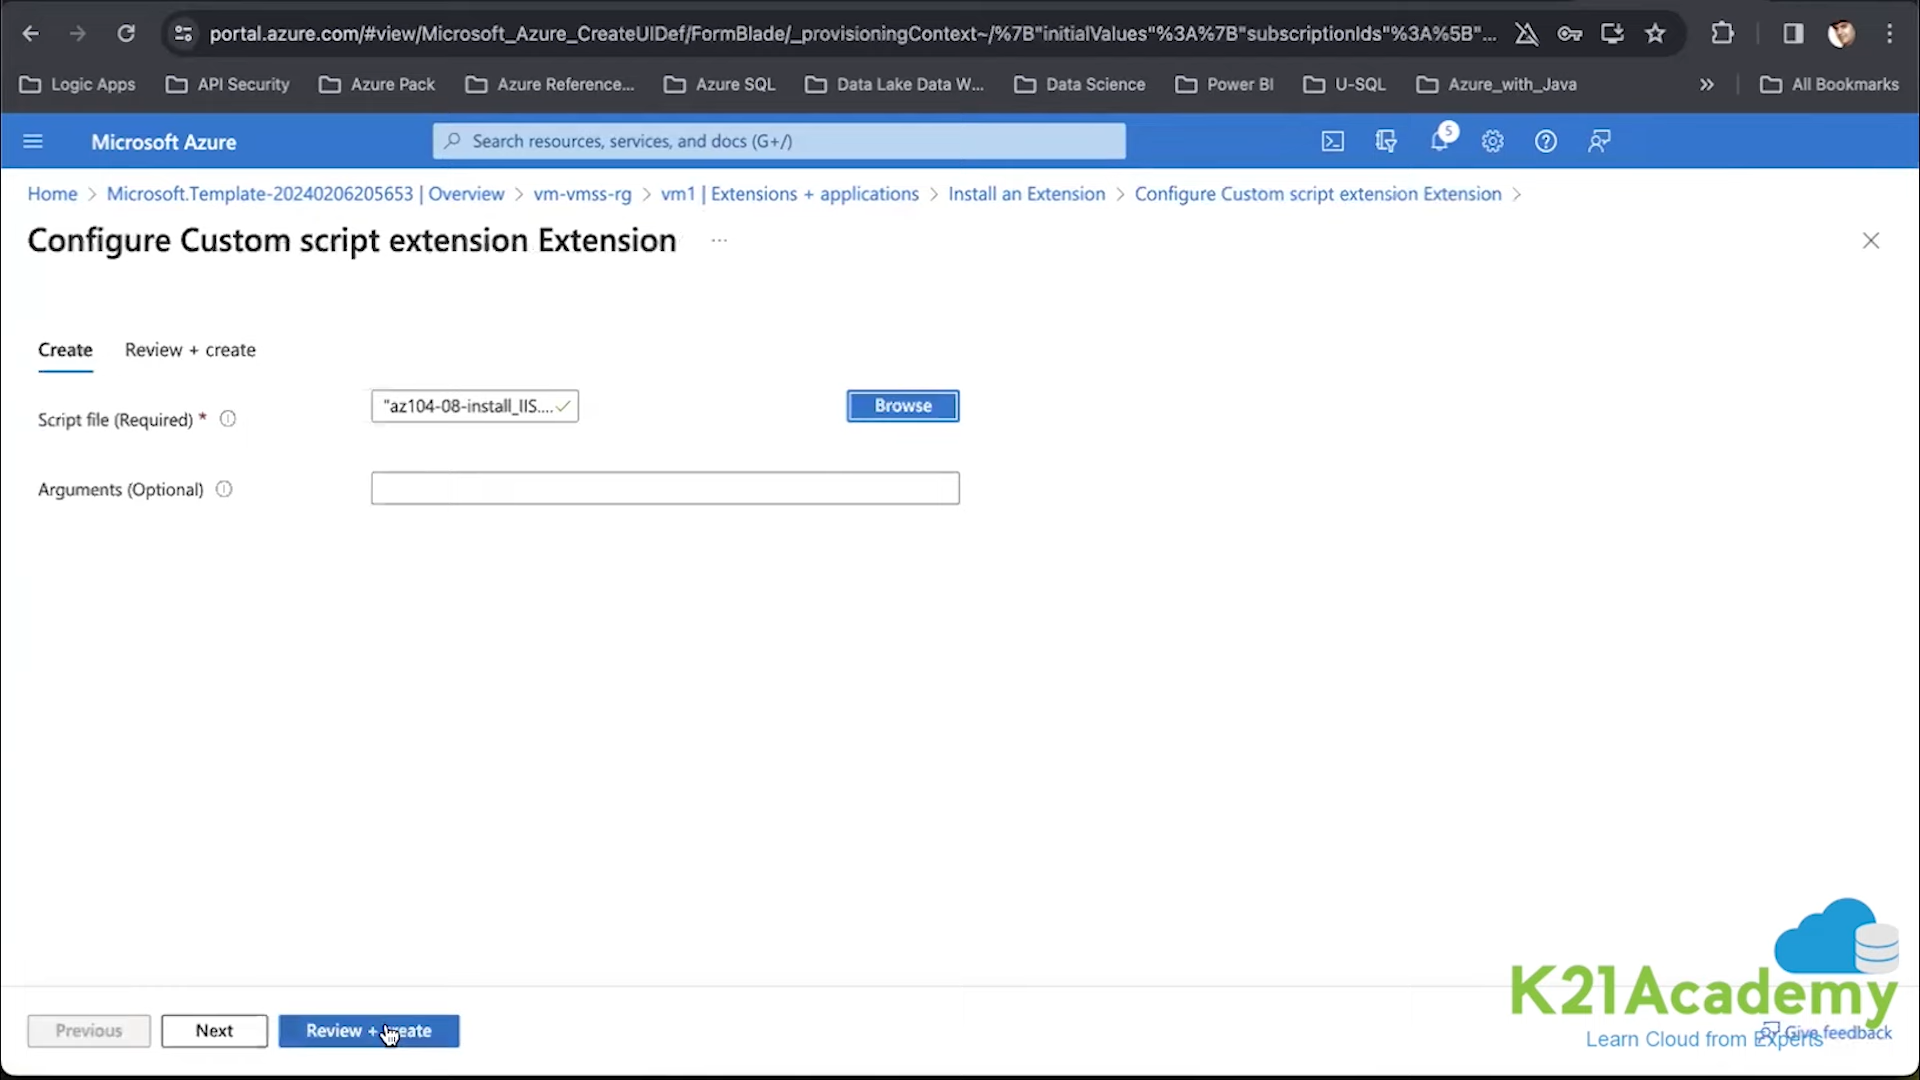 portal.azure.com/#view/Microsoft_Azure_CreateUIDef/FormBlade/_provisioningContext~/%7B"initialValues"%3A%7B"subscriptionIds"%3A%5B"...
Logic Apps API Security Azure Pack Azure Reference... Azure SQL Data Lake Data W... Data Science Power BI U-SQL Azure_with_Java » All Bookmarks
Microsoft Azure Search resources, services, and docs (G+/) 5
Home > Microsoft.Template-20240206205653 | Overview > vm-vmss-rg > vm1 | Extensions + applications > Install an Extension > Configure Custom script extension Extension >
Configure Custom script extension Extension ...
Create Review + create
Script file (Required) * "az104-08-install_IIS.... Browse
Arguments (Optional)
K21Academy
Previous Next Review + create Give feedback
Learn Cloud from Experts